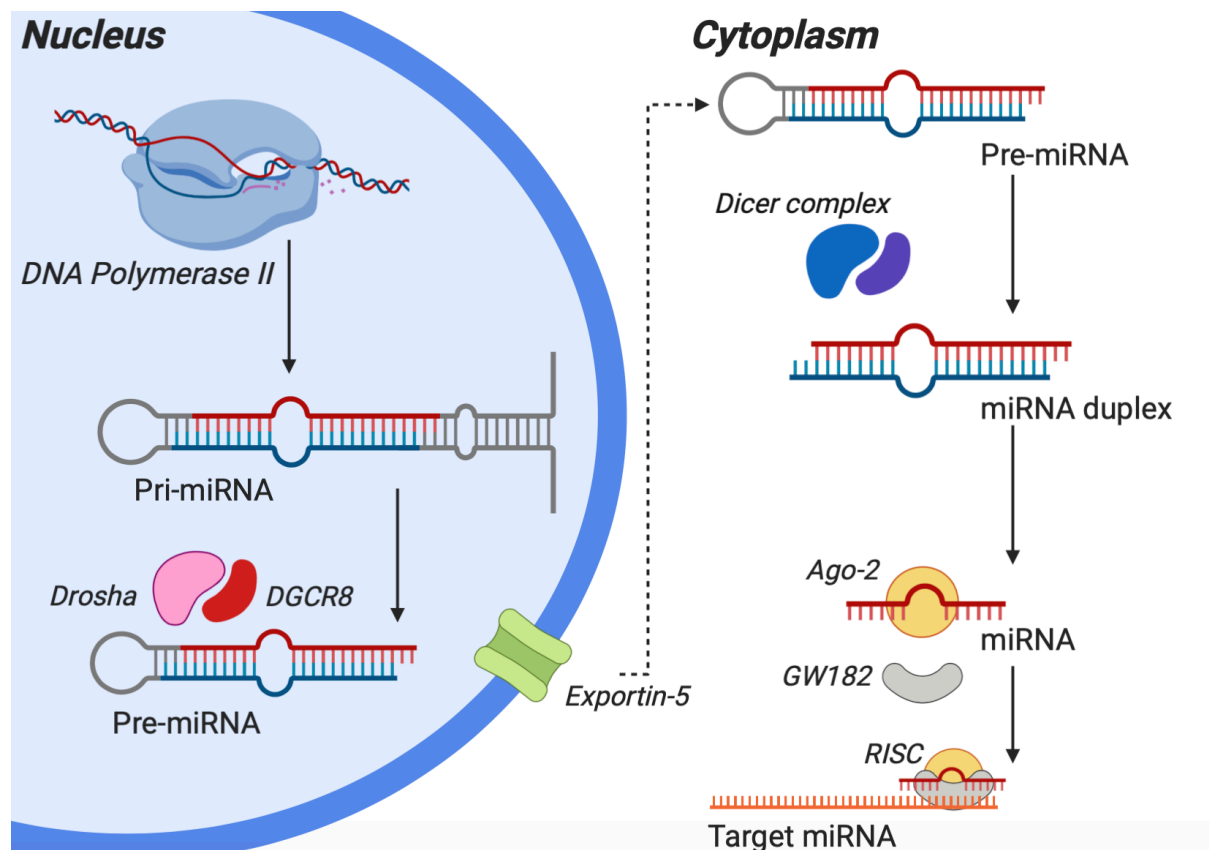 Nucleus
DNA Polymerase II
Pri-miRNA
Drosha
DGCR8
Pre-miRNA
Exportin-5
Cytoplasm
Pre-miRNA
Dicer complex
miRNA duplex
Ago-2
miRNA
GW182
RISC
Target miRNA